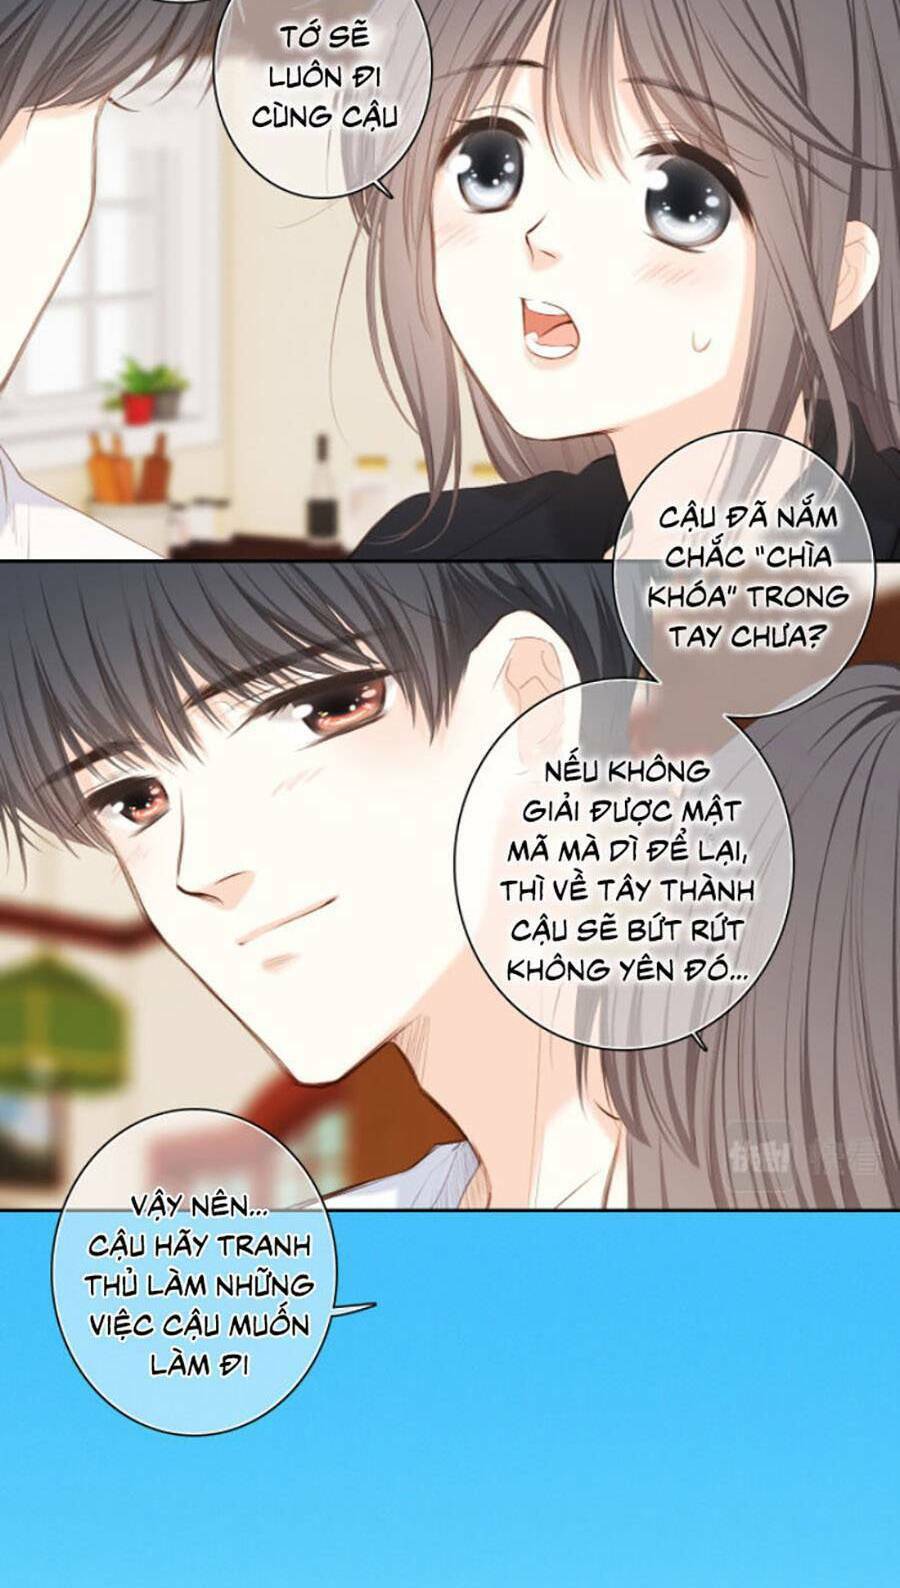 TỚ SẼ
LUÔN ĐI
CÙNG CẬU
CẬU ĐÃ NẮM
CHẮC "CHÌA
KHÓA" TRONG
TAY CHƯA?
NẾU KHÔNG
GIẢI ĐƯỢC MẬT
MÃ MÀ DÌ ĐỂ LẠI,
THÌ VỀ TÂY THÀNH
CẬU SẼ BỨT RỨT
KHÔNG YÊN ĐÓ...
VẬY NÊN...
CẬU HÃY TRANH
THỦ LÀM NHỮNG
VIỆC CẬU MUỐN
LÀM ĐI